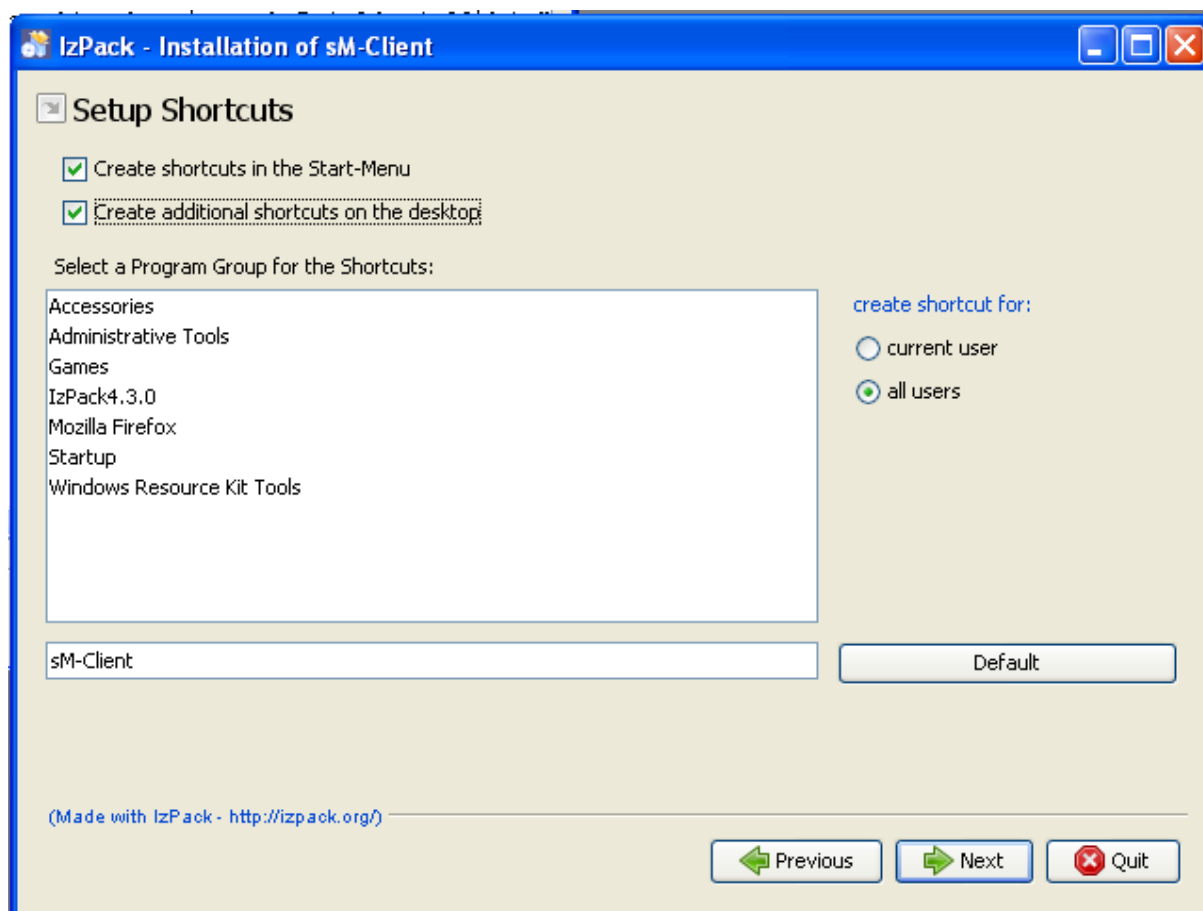 IzPack - Installation of sM-Client
Setup Shortcuts
Create shortcuts in the Start-Menu
Create additional shortcuts on the desktop
Select a Program Group for the Shortcuts:
Accessories
Administrative Tools
Games
IzPack4.3.0
Mozilla Firefox
Startup
Windows Resource Kit Tools
create shortcut for:
current user
all users
sM-Client
Default
(Made with IzPack - http://izpack.org/)
Previous
Next
Quit